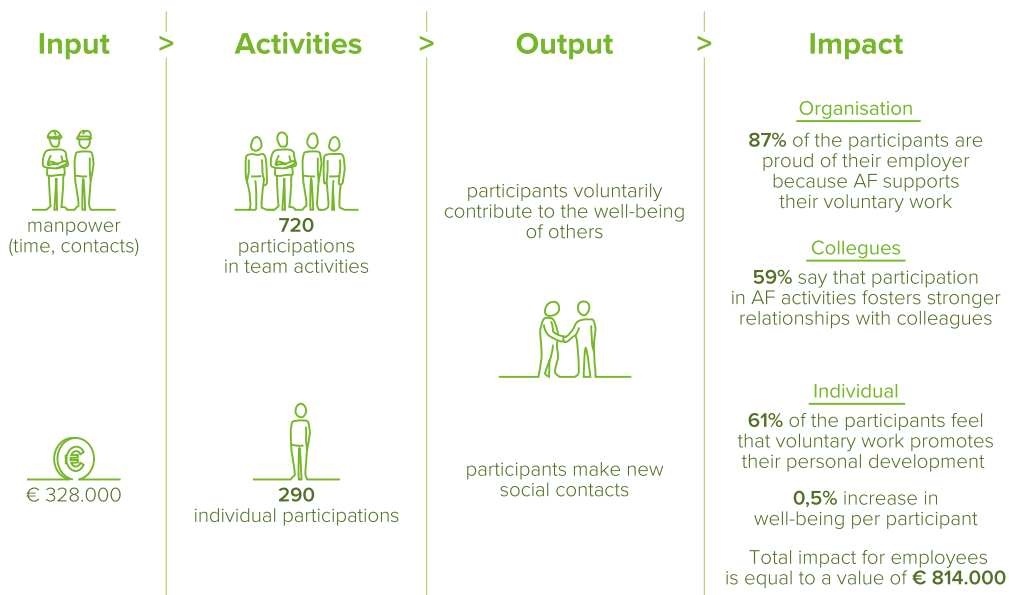 Input
>
Activities
>
Output
>
Impact
manpower
(time, contacts)
€ 328.000
720
participations
in team activities
290
individual participations
participants voluntarily
contribute to the well-being
of others
participants make new
social contacts
Organisation
87% of the participants are
proud of their employer
because AF supports
their voluntary work
Collegues
59% say that participation
in AF activities fosters stronger
relationships with colleagues
Individual
61% of the participants feel
that voluntary work promotes
their personal development
0,5% increase in
well-being per participant
Total impact for employees
is equal to a value of € 814.000